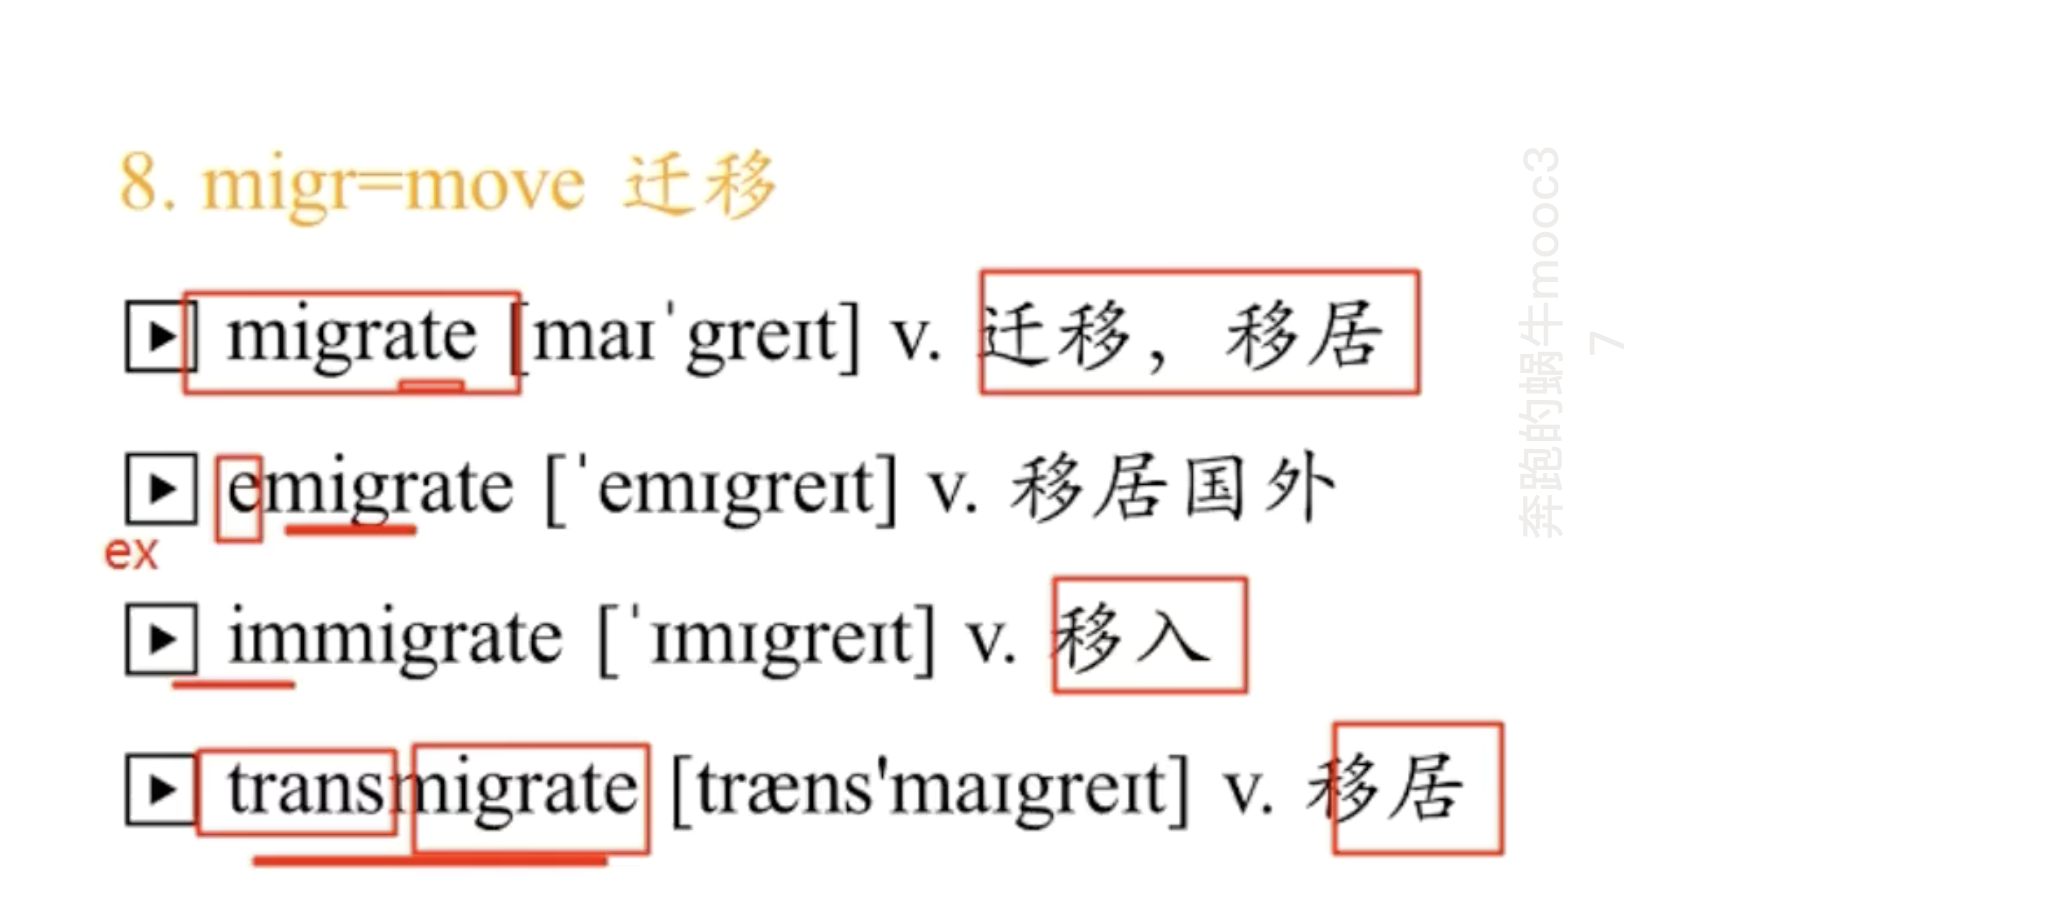 8. migr=move 迁移
migrate [maɪˈgreɪt] v. 迁移，移居
emigrate [ˈemɪgreɪt] v. 移居国外
ex
immigrate [ˈɪmɪgreɪt] v. 移入
transmigrate [træns'maɪgreɪt] v. 移居
奔跑的蜗牛mooc3
7